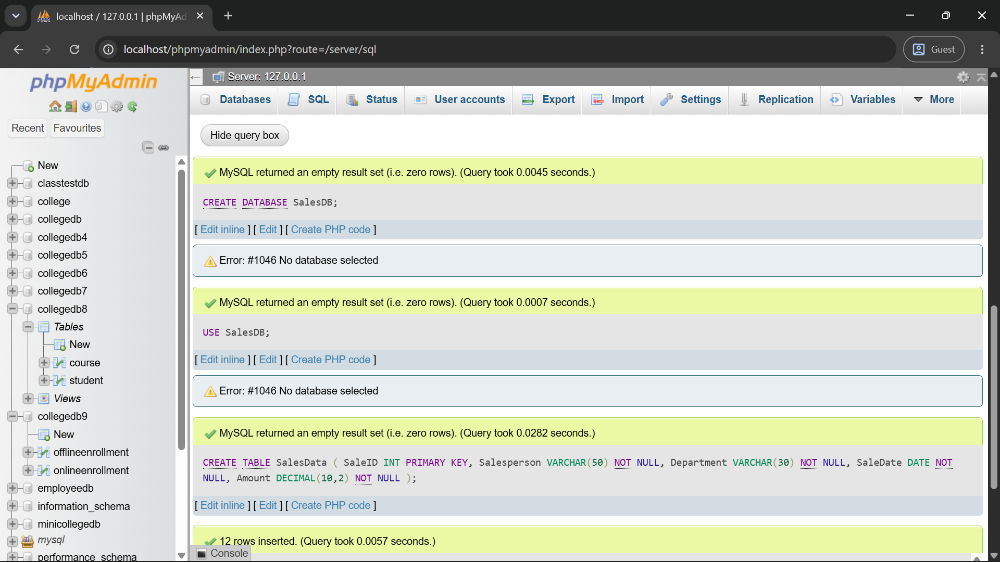 localhost / 127.0.0.1 | phpMyAd
localhost/phpmyadmin/index.php?route=/server/sql
Guest
phpMyAdmin
Recent
Favourites
New
classtestdb
college
collegedb
collegedb4
collegedb5
collegedb6
collegedb7
collegedb8
Tables
New
course
student
Views
collegedb9
New
offlineenrollment
onlineenrollment
employeedb
information_schema
minicollegedb
mysql
performance_schema
Server: 127.0.0.1
Databases
SQL
Status
User accounts
Export
Import
Settings
Replication
Variables
More
Hide query box
MySQL returned an empty result set (i.e. zero rows). (Query took 0.0045 seconds.)
CREATE DATABASE SalesDB;
[ Edit inline ] [ Edit ] [ Create PHP code ]
Error: #1046 No database selected
MySQL returned an empty result set (i.e. zero rows). (Query took 0.0007 seconds.)
USE SalesDB;
[ Edit inline ] [ Edit ] [ Create PHP code ]
Error: #1046 No database selected
MySQL returned an empty result set (i.e. zero rows). (Query took 0.0282 seconds.)
CREATE TABLE SalesData ( SaleID INT PRIMARY KEY, Salesperson VARCHAR(50) NOT NULL, Department VARCHAR(30) NOT NULL, SaleDate DATE NOT
NULL, Amount DECIMAL(10,2) NOT NULL );
[ Edit inline ] [ Edit ] [ Create PHP code ]
12 rows inserted. (Query took 0.0057 seconds.)
Console